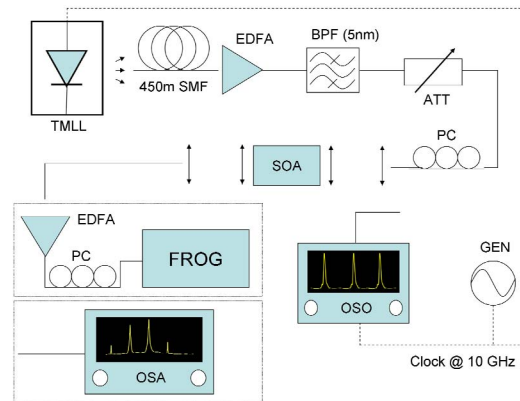 EDFA
BPF (5nm)
450m SMF
TMLL
ATT
PC
SOA
EDFA
PC
FROG
GEN
OSO
OSA
Clock @ 10 GHz